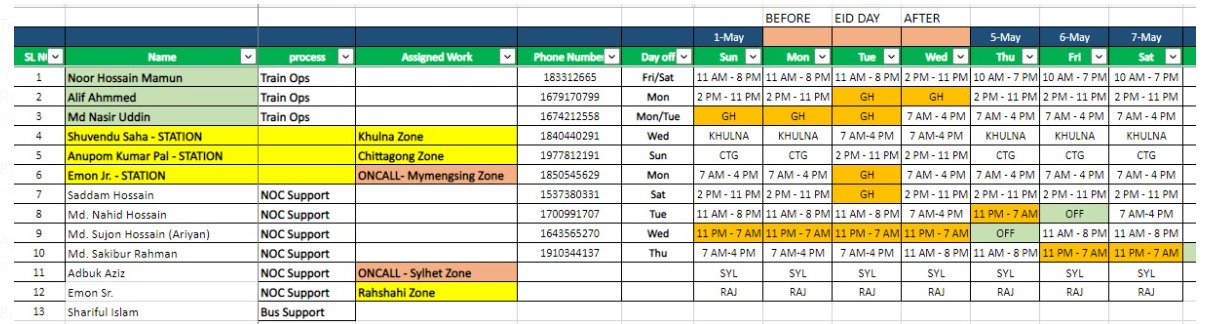 BEFORE EID DAY AFTER
1-May 5-May 6-May 7-May
SL N Name process Assigned Work Phone Number Day off Sun Mon Tue Wed Thu Fri Sat
1 Noor Hossain Mamun Train Ops 183312665 Fri/Sat 11 AM - 8 PM 11 AM - 8 PM 11 AM - 8 PM 2 PM - 11 PM 10 AM - 7 PM 10 AM - 7 PM 10 AM - 7 PM
2 Alif Ahmmed Train Ops 1679170799 Mon 2 PM - 11 PM 2 PM - 11 PM GH GH 2 PM - 11 PM 2 PM - 11 PM 2 PM - 11 PM
3 Md Nasir Uddin Train Ops 1674212558 Mon/Tue GH GH GH 7 AM - 4 PM 7 AM - 4 PM 7 AM - 4 PM 7 AM - 4 PM
4 Shuvendu Saha - STATION Khulna Zone 1840440291 Wed KHULNA KHULNA 7 AM-4 PM 7 AM-4 PM KHULNA KHULNA KHULNA
5 Anupom Kumar Pal - STATION Chittagong Zone 1977812191 Sun CTG CTG 2 PM - 11 PM 2 PM - 11 PM CTG CTG CTG
6 Emon Jr. - STATION ONCALL- Mymengsing Zone 1850545629 Mon 7 AM - 4 PM 7 AM - 4 PM GH 7 AM - 4 PM 7 AM - 4 PM 7 AM - 4 PM 7 AM - 4 PM
7 Saddam Hossain NOC Support 1537380331 Sat 2 PM - 11 PM 2 PM - 11 PM GH 2 PM - 11 PM 2 PM - 11 PM 2 PM - 11 PM 2 PM - 11 PM
8 Md. Nahid Hossain NOC Support 1700991707 Tue 11 AM - 8 PM 11 AM - 8 PM 11 AM - 8 PM 7 AM-4 PM 11 PM - 7 AM OFF 7 AM-4 PM
9 Md. Sujon Hossain (Ariyan) NOC Support 1643565270 Wed 11 PM - 7 AM 11 PM - 7 AM 11 PM - 7 AM 11 PM - 7 AM OFF 11 AM - 8 PM 11 AM - 8 PM
10 Md. Sakibur Rahman NOC Support 1910344137 Thu 7 AM-4 PM 7 AM-4 PM 7 AM-4 PM 11 AM - 8 PM 11 AM - 8 PM 11 PM - 7 AM 11 PM - 7 AM
11 Adbuk Aziz NOC Support ONCALL - Sylhet Zone SYL SYL SYL SYL SYL SYL SYL
12 Emon Sr. NOC Support Rahshahi Zone RAJ RAJ RAJ RAJ RAJ RAJ RAJ
13 Shariful Islam Bus Support